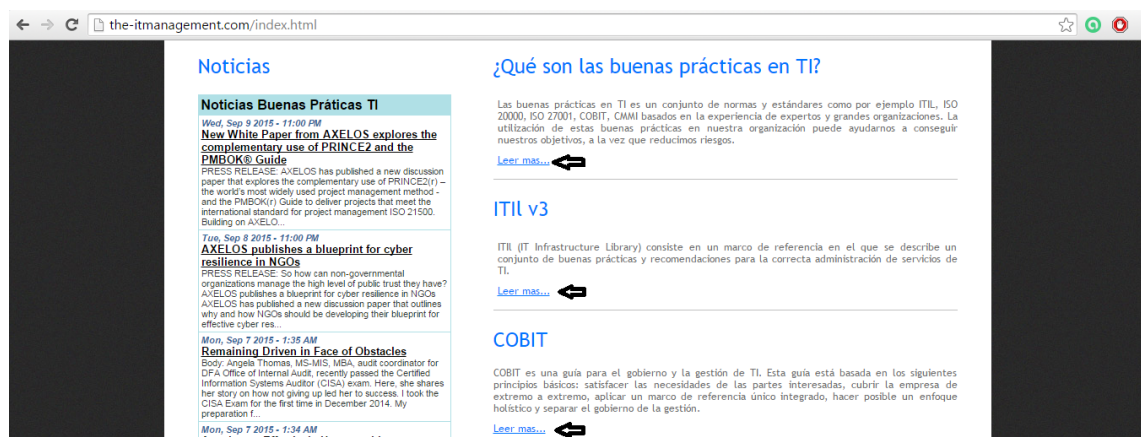 the-itmanagement.com/index.html
Noticias
Noticias Buenas Práticas TI
Wed, Sep 9 2015 - 11:00 PM
New White Paper from AXELOS explores the
complementary use of PRINCE2 and the
PMBOK® Guide
PRESS RELEASE: AXELOS has published a new discussion
paper that explores the complementary use of PRINCE2(r) –
the world's most widely used project management method -
and the PMBOK(r) Guide to deliver projects that meet the
international standard for project management ISO 21500.
Building on AXELO...
Tue, Sep 8 2015 - 11:00 PM
AXELOS publishes a blueprint for cyber
resilience in NGOs
PRESS RELEASE: So how can non-governmental
organizations manage the high level of public trust they have?
AXELOS publishes a blueprint for cyber resilience in NGOs
AXELOS has published a new discussion paper that outlines
why and how NGOs should be developing their blueprint for
effective cyber res...
Mon, Sep 7 2015 - 1:35 AM
Remaining Driven in Face of Obstacles
Body: Angela Thomas, MS-MIS, MBA, audit coordinator for
DFA Office of Internal Audit, recently passed the Certified
Information Systems Auditor (CISA) exam. Here, she shares
her story on how not giving up led her to success. I took the
CISA Exam for the first time in December 2014. My
preparation f...
Mon, Sep 7 2015 - 1:34 AM
¿Qué son las buenas prácticas en TI?
Las buenas prácticas en TI es un conjunto de normas y estándares como por ejemplo ITIL, ISO
20000, ISO 27001, COBIT, CMMI basados en la experiencia de expertos y grandes organizaciones. La
utilización de estas buenas prácticas en nuestra organización puede ayudarnos a conseguir
nuestros objetivos, a la vez que reducimos riesgos.
Leer mas...
ITIl v3
ITIL (IT Infrastructure Library) consiste en un marco de referencia en el que se describe un
conjunto de buenas prácticas y recomendaciones para la correcta administración de servicios de
TI.
Leer mas...
COBIT
COBIT es una guía para el gobierno y la gestión de TI. Esta guía está basada en los siguientes
principios básicos: satisfacer las necesidades de las partes interesadas, cubrir la empresa de
extremo a extremo, aplicar un marco de referencia único integrado, hacer posible un enfoque
holístico y separar el gobierno de la gestión.
Leer mas...